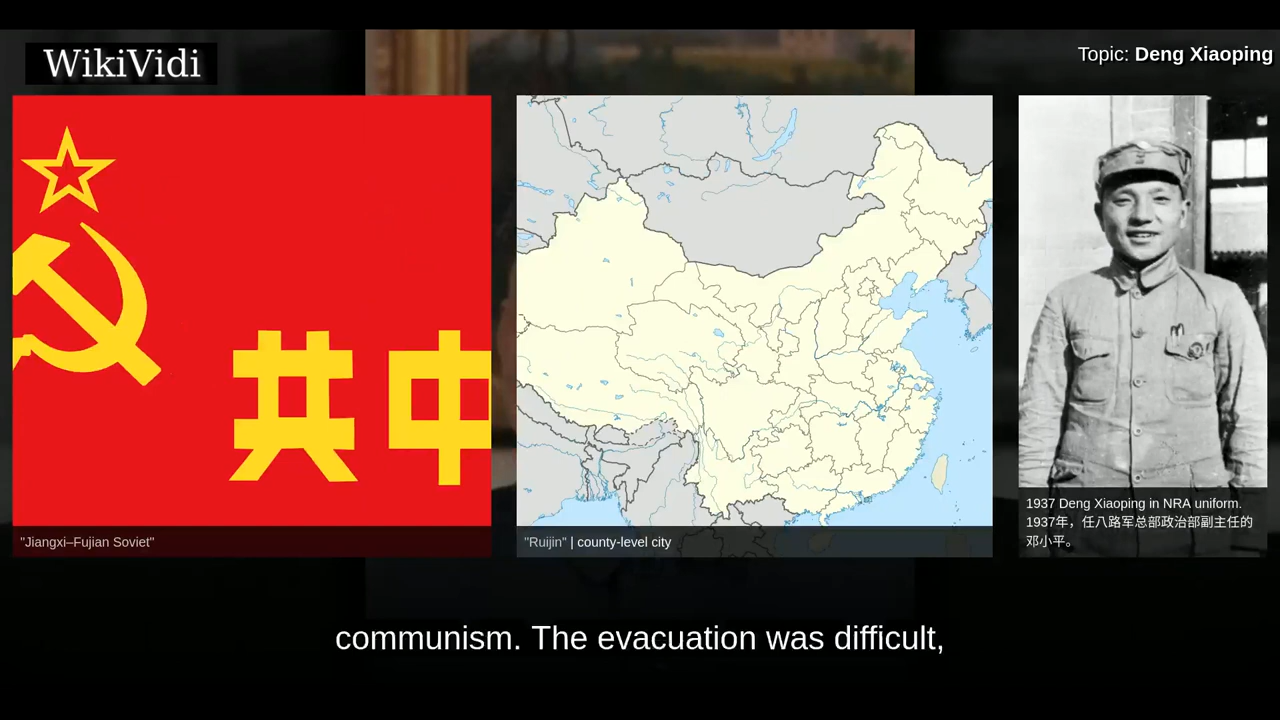 WikiVidi
Topic: Deng Xiaoping
共中
"Jiangxi–Fujian Soviet"
"Ruijin" | county-level city
1937 Deng Xiaoping in NRA uniform.
1937年，任八路军总部政治部副主任的
邓小平。
communism. The evacuation was difficult,